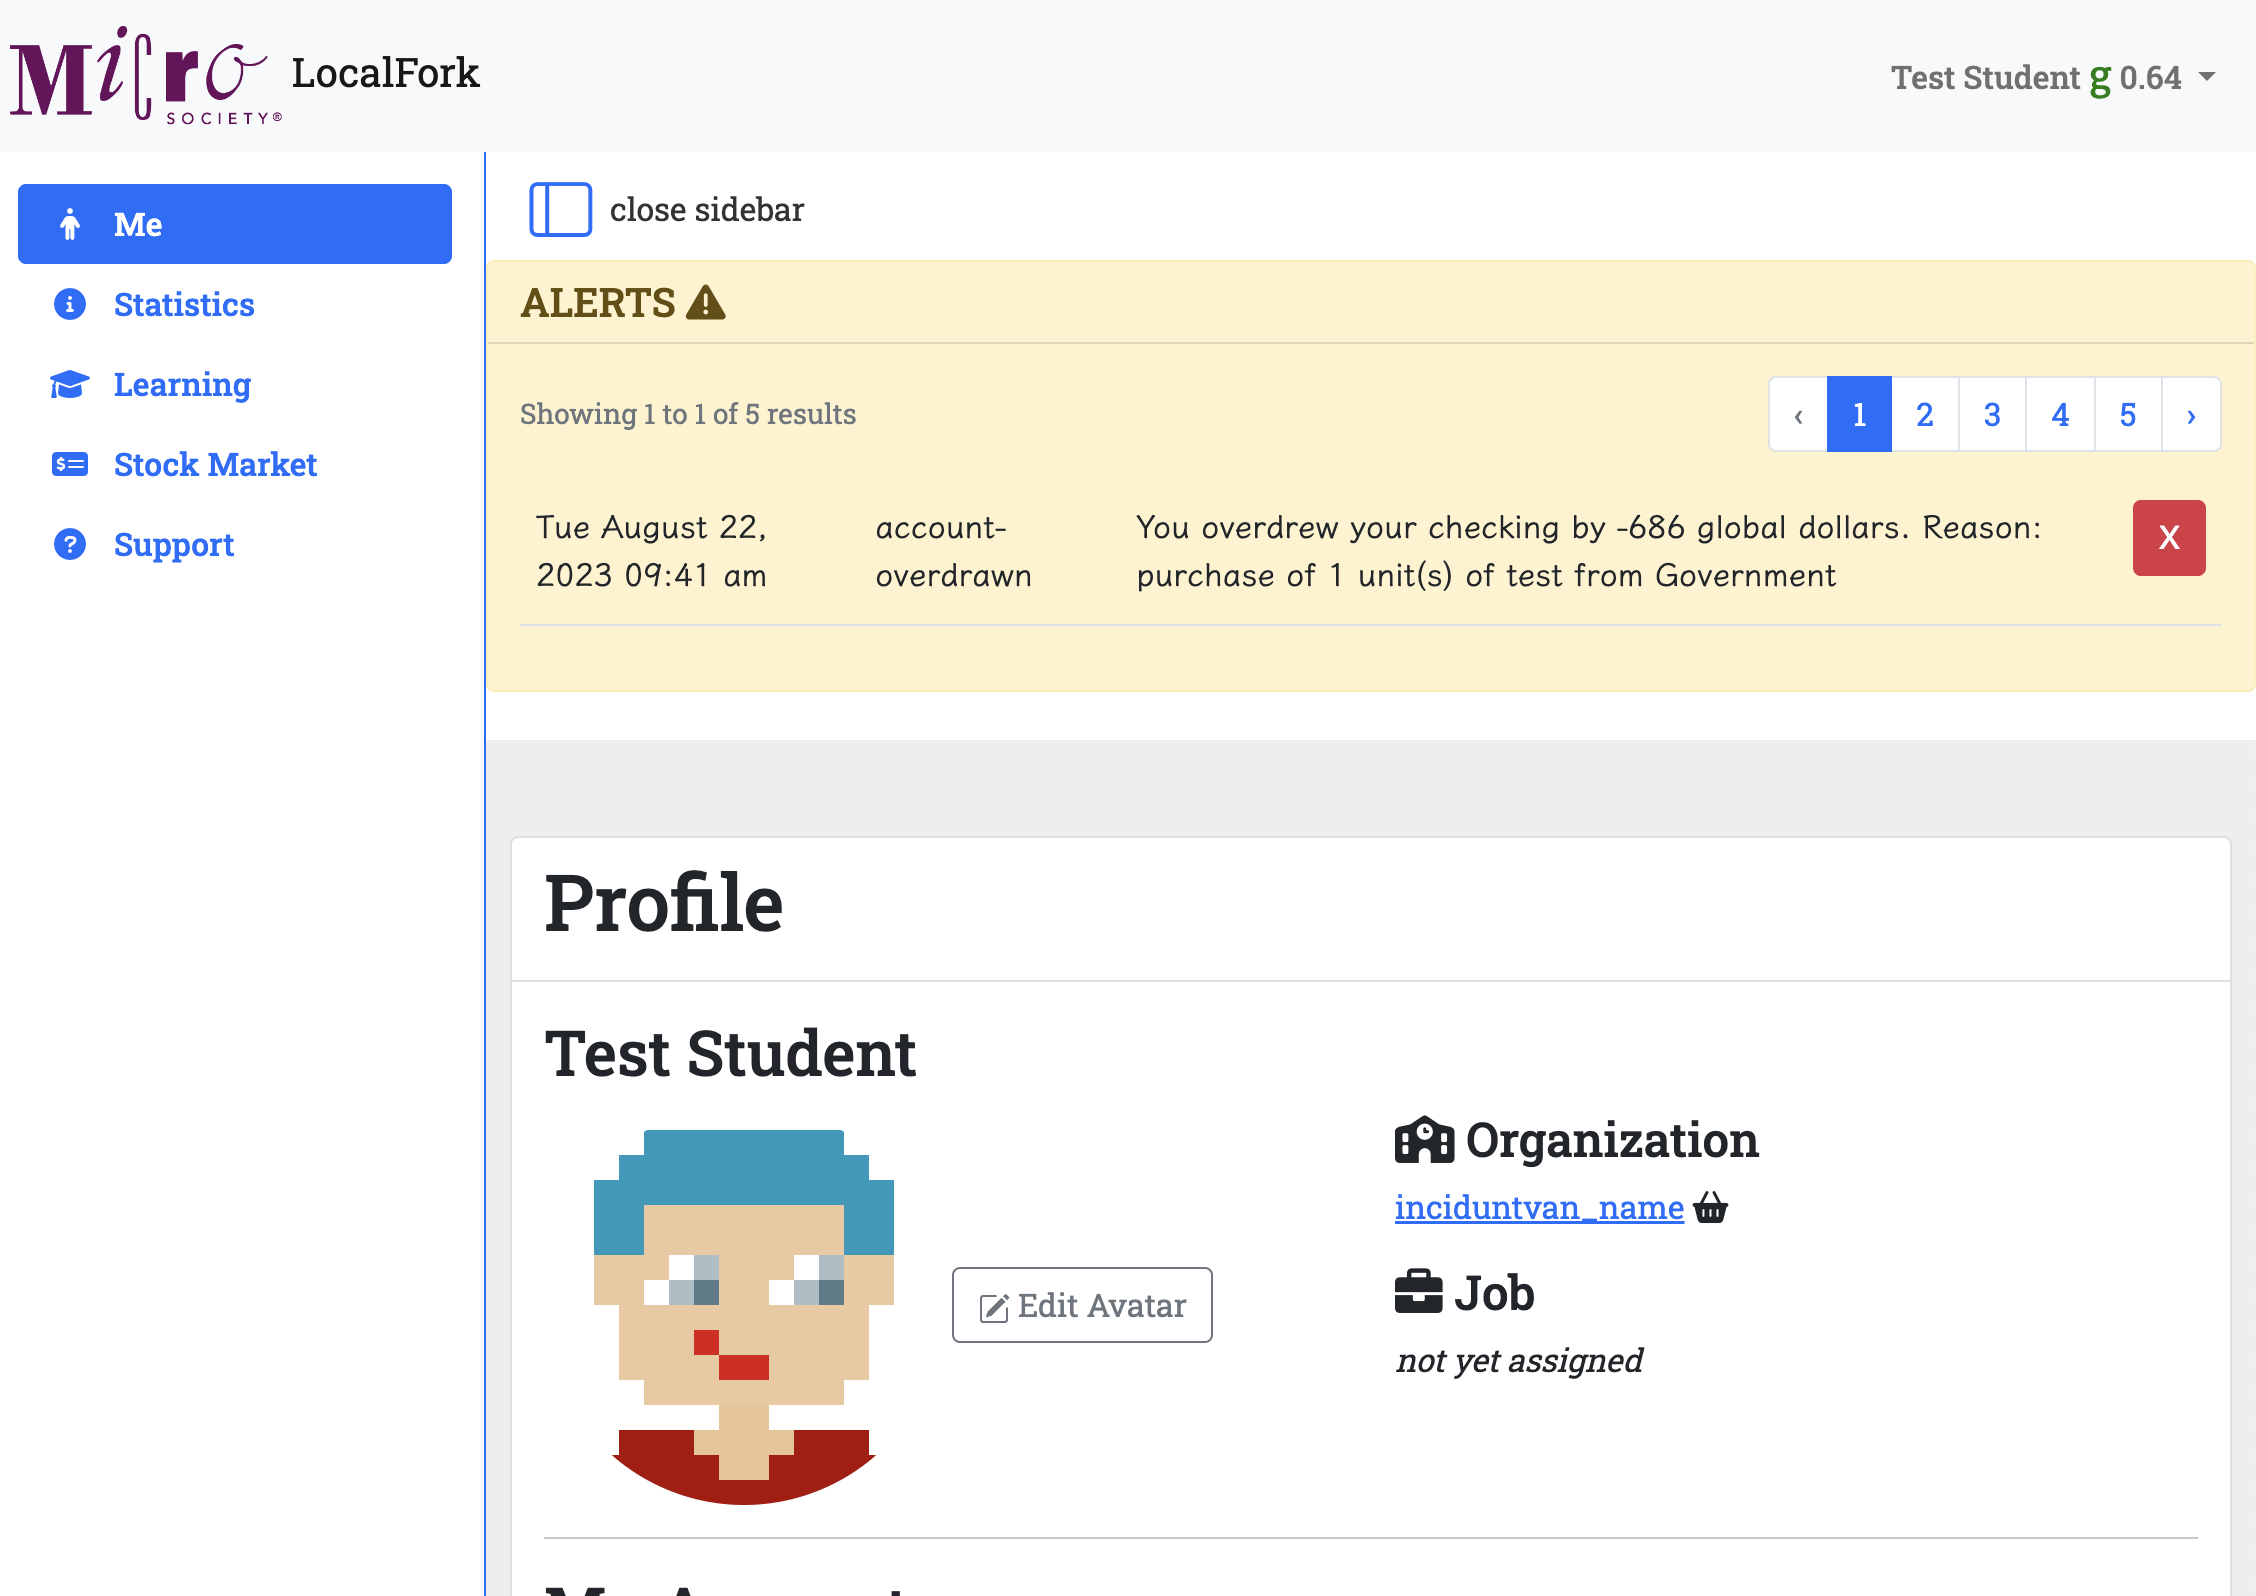 Micro
SOCIETY®
LocalFork
Test Student g 0.64
Me
Statistics
Learning
Stock Market
Support
close sidebar
ALERTS
Showing 1 to 1 of 5 results
‹ 1 2 3 4 5 ›
Tue August 22,
2023 09:41 am
account-
overdrawn
You overdrew your checking by -686 global dollars. Reason:
purchase of 1 unit(s) of test from Government
X
Profile
Test Student
Edit Avatar
Organization
inciduntvan_name
Job
not yet assigned